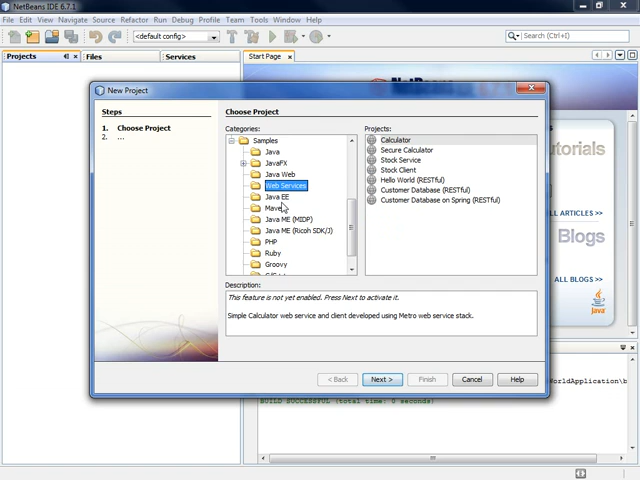 NetBeans IDE 6.7.1
File Edit View Navigate Source Refactor Run Debug Profile Team Tools Window Help
<default config>
Search (Ctrl+I)
Projects
Files
Services
Start Page
New Project
Steps
1. Choose Project
2. ...
Choose Project
Categories:
Samples
Java
JavaFX
Java Web
Web Services
Java EE
Maven
Java ME (MIDP)
Java ME (Ricoh SDK/J)
PHP
Ruby
Groovy
Projects:
Calculator
Secure Calculator
Stock Service
Stock Client
Hello World (RESTful)
Customer Database (RESTful)
Customer Database on Spring (RESTful)
Description:
This feature is not yet enabled. Press Next to activate it.
Simple Calculator web service and client developed using Metro web service stack.
< Back
Next >
Finish
Cancel
Help
utorials
ALL ARTICLES >>
Blogs
ALL BLOGS >>
Java
orldApplication\b
BUILD SUCCESSFUL (total time: 0 seconds)